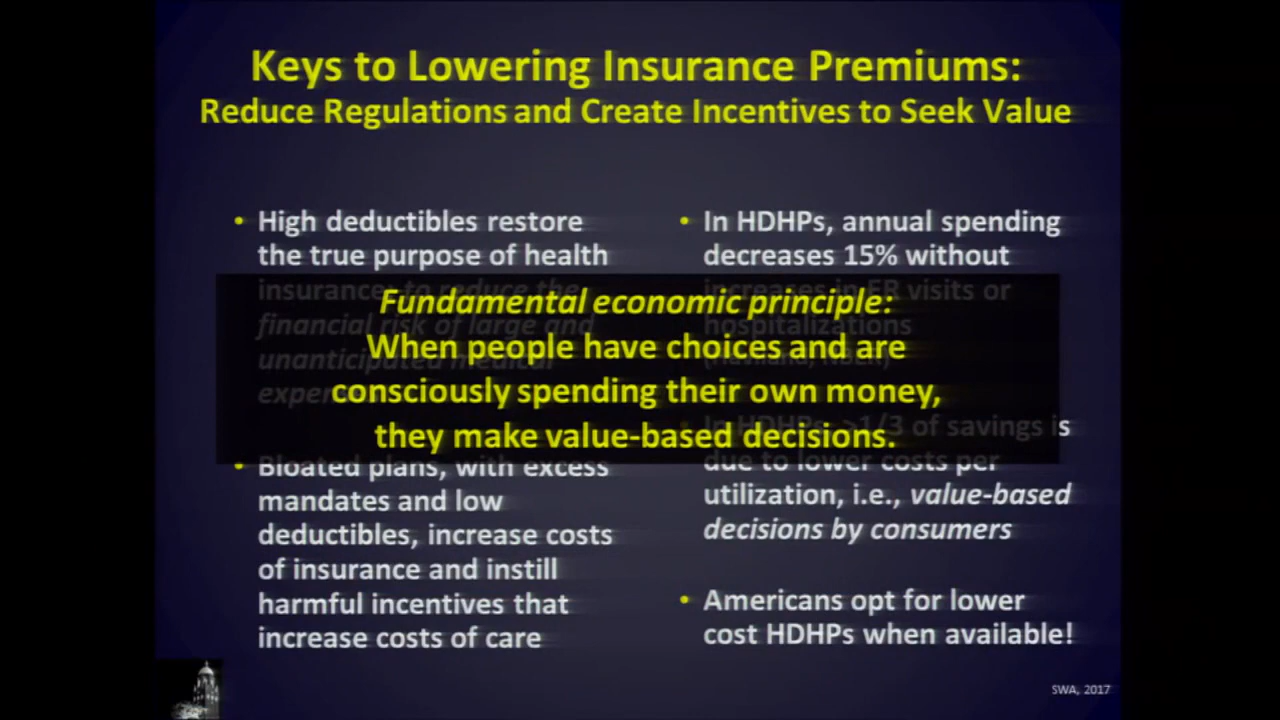 Keys to Lowering Insurance Premiums:
Reduce Regulations and Create Incentives to Seek Value
• High deductibles restore
the true purpose of health
insurance: to reduce the
financial risk of large and
unanticipated medical
• Bloated plans, with excess
mandates and low
deductibles, increase costs
of insurance and instill
harmful incentives that
increase costs of care
• In HDHPs, annual spending
decreases 15% without
increases in ER visits or
hospitalizations
• In HDHPs, >1/3 of savings is
due to lower costs per
utilization, i.e., value-based
decisions by consumers
• Americans opt for lower
cost HDHPs when available!
Fundamental economic principle:
When people have choices and are
consciously spending their own money,
they make value-based decisions.
SWA, 2017